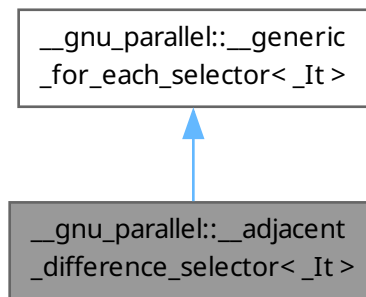 __gnu_parallel::__generic
_for_each_selector< _It >
__gnu_parallel::__adjacent
_difference_selector< _It >